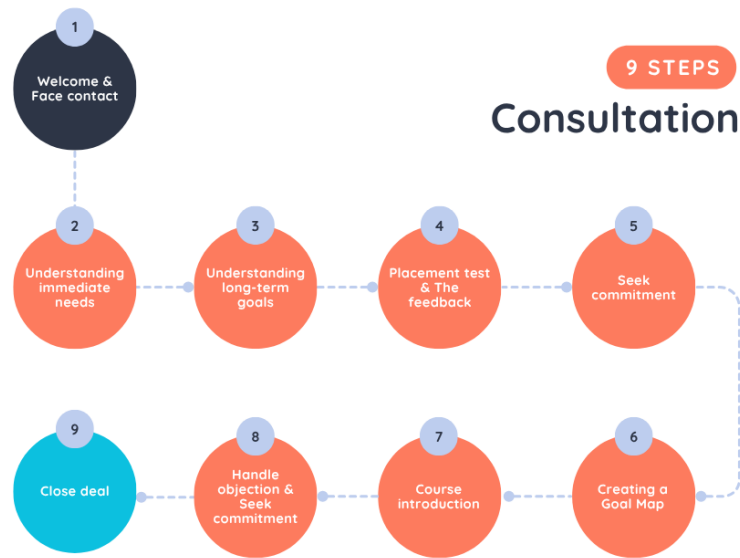 9 STEPS
Consultation
1
Welcome &
Face contact
2
Understanding
immediate
needs
3
Understanding
long-term
goals
4
Placement test
& The
feedback
5
Seek
commitment
6
Creating a
Goal Map
7
Course
introduction
8
Handle
objection &
Seek
commitment
9
Close deal